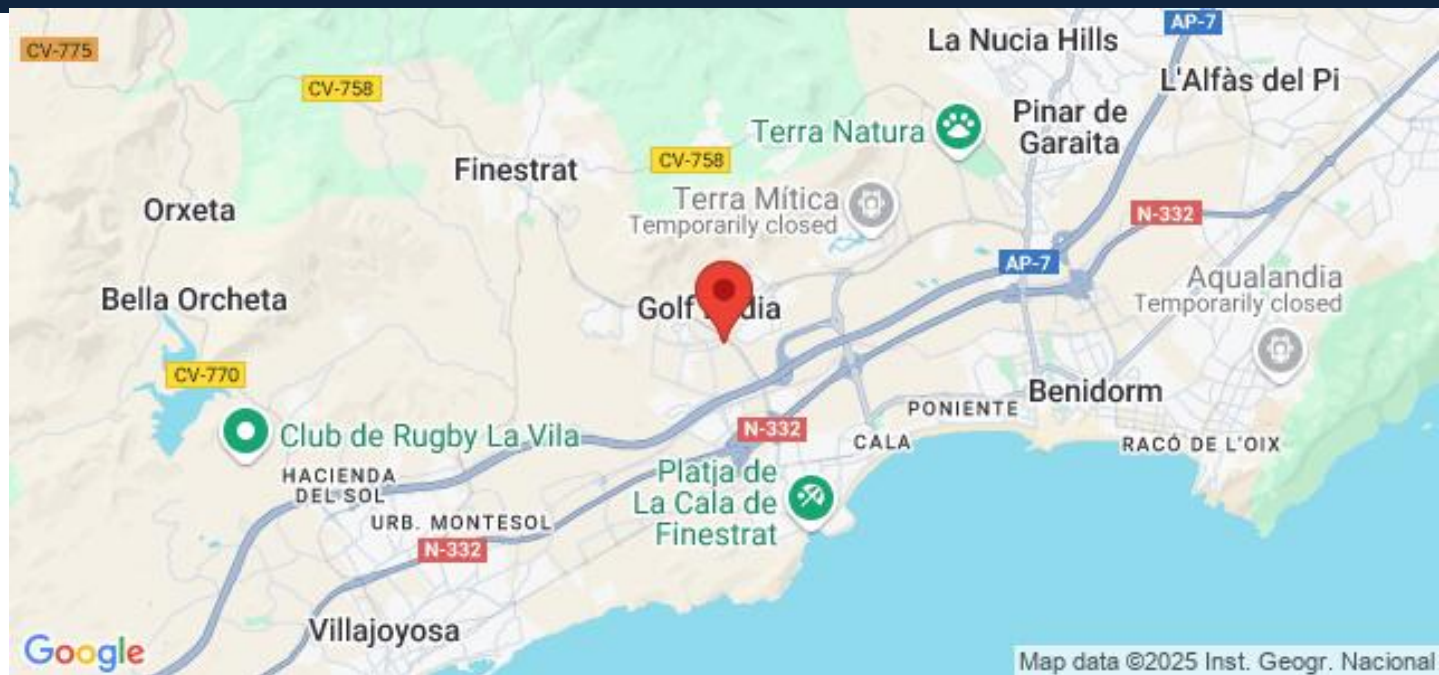 AP-7
CV-775
La Nucia Hills
CV-758
L'Alfàs del Pi
Pinar de
Garaita
Terra Natura
Finestrat
CV-758
Terra Mítica
Temporarily closed
Orxeta
N-332
AP-7
Aqualandia
Temporarily closed
Bella Orcheta
Golf
dia
CV-770
Benidorm
PONIENTE
Club de Rugby La Vila
N-332
CALA
RACÓ DE L'OIX
HACIENDA
DEL SOL
Platja de
La Cala de
Finestrat
URB. MONTESOL
N-332
Villajoyosa
Google
Map data ©2025 Inst. Geogr. Nacional